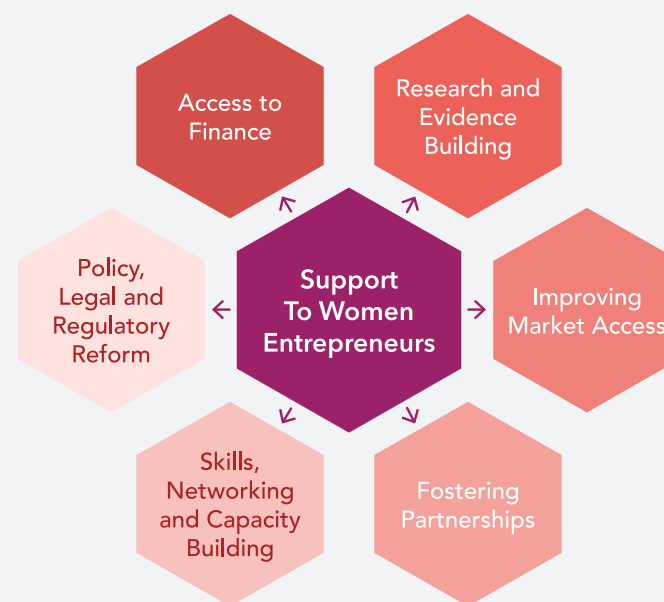 Access to
Finance
Research and
Evidence
Building
Policy,
Legal and
Regulatory
Reform
Support
To Women
Entrepreneurs
Improving
Market Access
Skills,
Networking
and Capacity
Building
Fostering
Partnerships